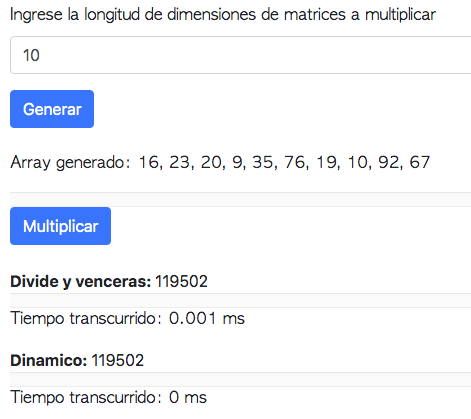 Ingrese la longitud de dimensiones de matrices a multiplicar
10
Generar
Array generado: 16, 23, 20, 9, 35, 76, 19, 10, 92, 67
Multiplicar
Divide y venceras: 119502
Tiempo transcurrido: 0.001 ms
Dinamico: 119502
Tiempo transcurrido: 0 ms